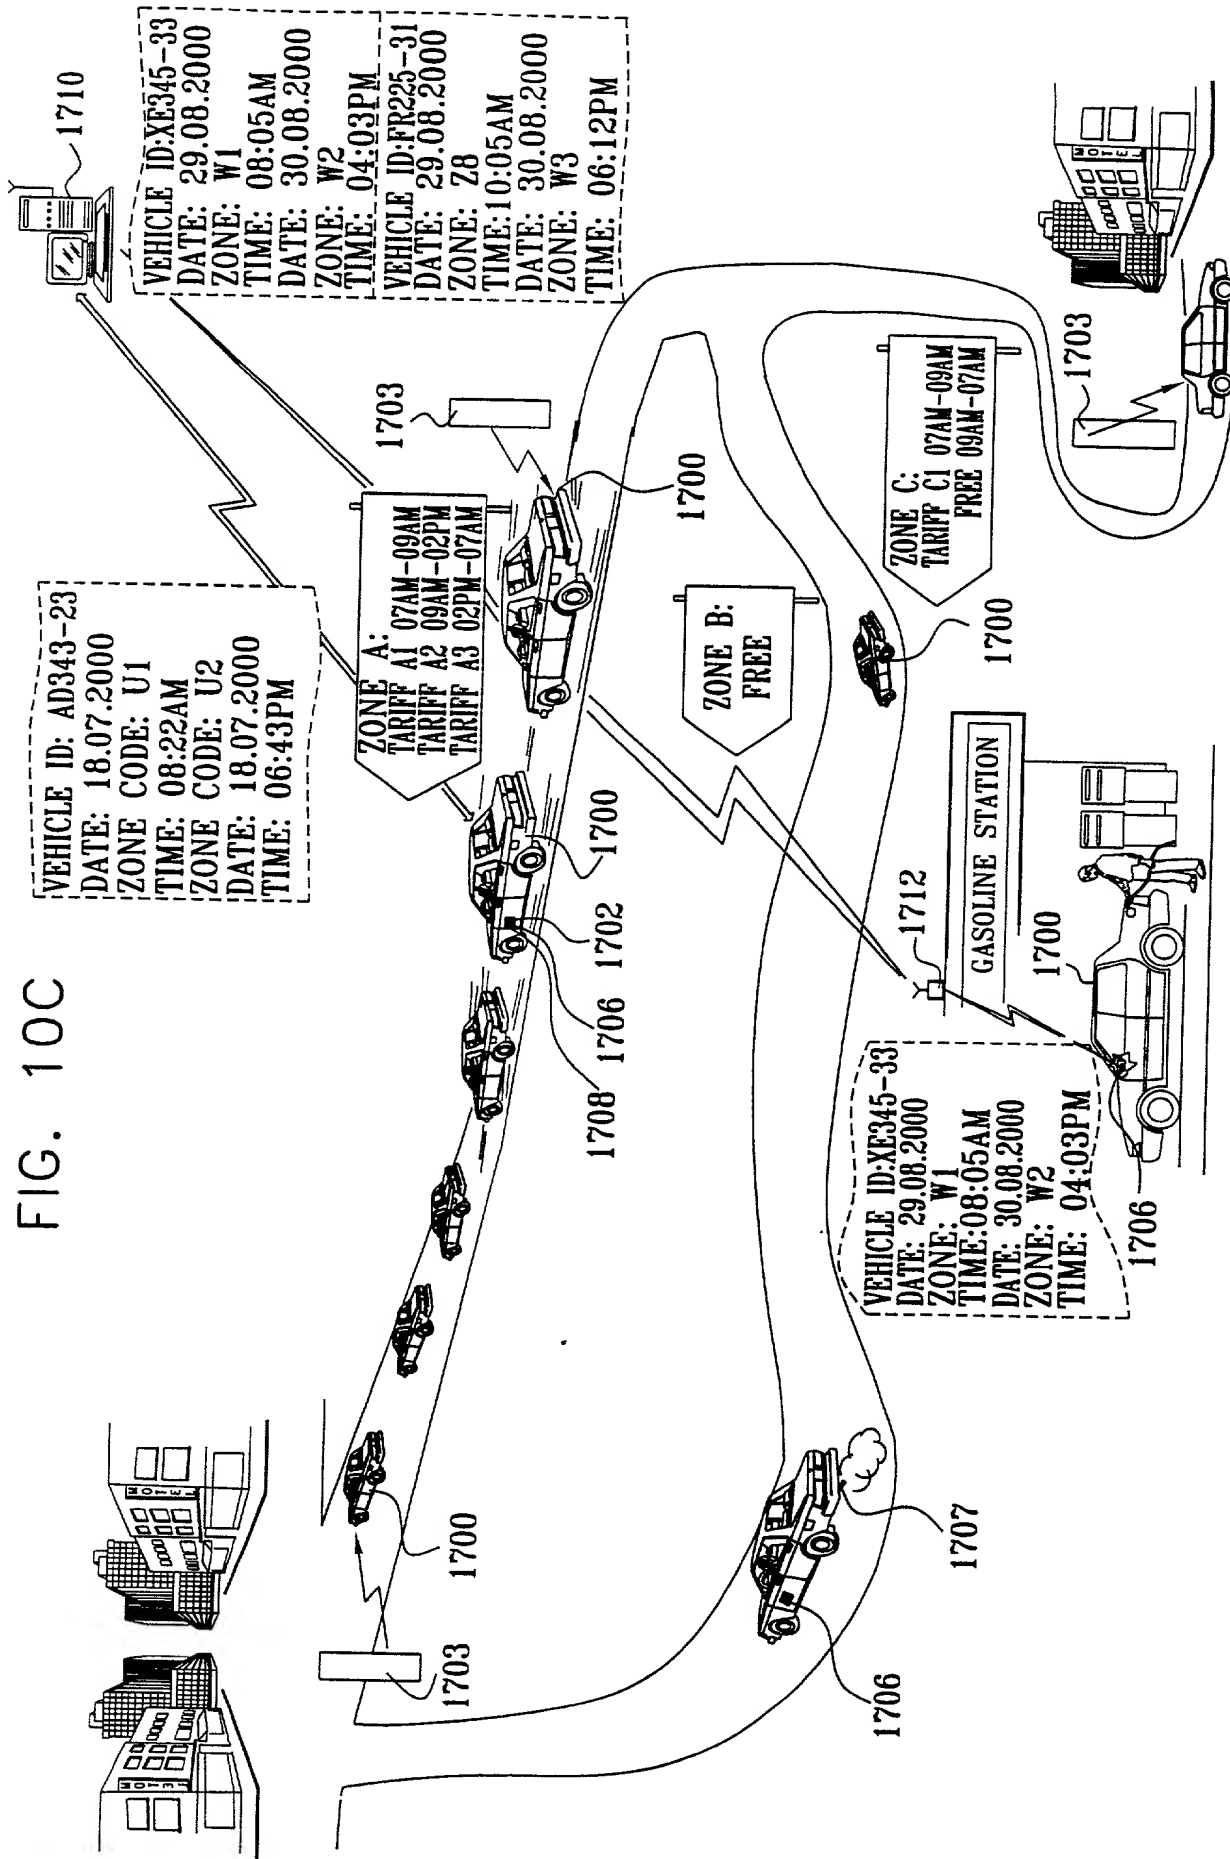 FIG. 10C
VEHICLE ID: AD343-23
DATE: 18.07.2000
ZONE CODE: U1
TIME: 08:22AM
ZONE CODE: U2
DATE: 18.07.2000
TIME: 06:43PM
1710
VEHICLE ID:XE345-33
DATE: 29.08.2000
ZONE: W1
TIME: 08:05AM
DATE: 30.08.2000
ZONE: W2
TIME: 04:03PM
VEHICLE ID:FR225-31
DATE: 29.08.2000
ZONE: Z8
TIME:10:05AM
DATE: 30.08.2000
ZONE: W3
TIME: 06:12PM
MOTEL
MOTEL
1703
1700
ZONE A:
TARIFF A1 07AM-09AM
TARIFF A2 09AM-02PM
TARIFF A3 02PM-07AM
1703
1700
1700
1702
1706
1708
ZONE B:
FREE
ZONE C:
TARIFF C1 07AM-09AM
FREE 09AM-07AM
1700
MOTEL
1703
1706
1707
1712
GASOLINE STATION
1700
VEHICLE ID:XE345-33
DATE: 29.08.2000
ZONE: W1
TIME:08:05AM
DATE: 30.08.2000
ZONE: W2
TIME: 04:03PM
1706